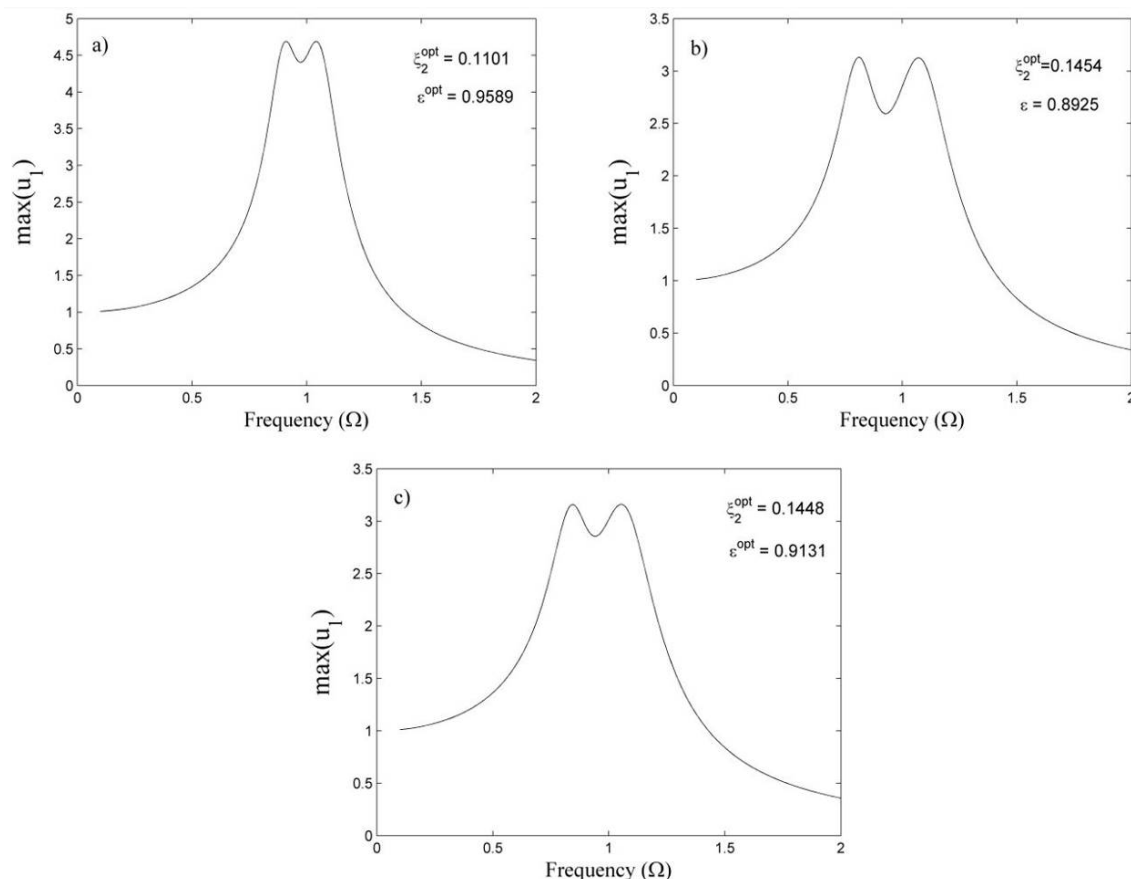 a)
ξ₂ᵒᵖᵗ = 0.1101
εᵒᵖᵗ = 0.9589
max(u₁)
5
4.5
4
3.5
3
2.5
2
1.5
1
0.5
0
0 0.5 1 1.5 2
Frequency (Ω)
b)
ξ₂ᵒᵖᵗ=0.1454
ε = 0.8925
max(u₁)
3.5
3
2.5
2
1.5
1
0.5
0
0 0.5 1 1.5 2
Frequency (Ω)
c)
ξ₂ᵒᵖᵗ = 0.1448
εᵒᵖᵗ = 0.9131
max(u₁)
3.5
3
2.5
2
1.5
1
0.5
0
0 0.5 1 1.5 2
Frequency (Ω)